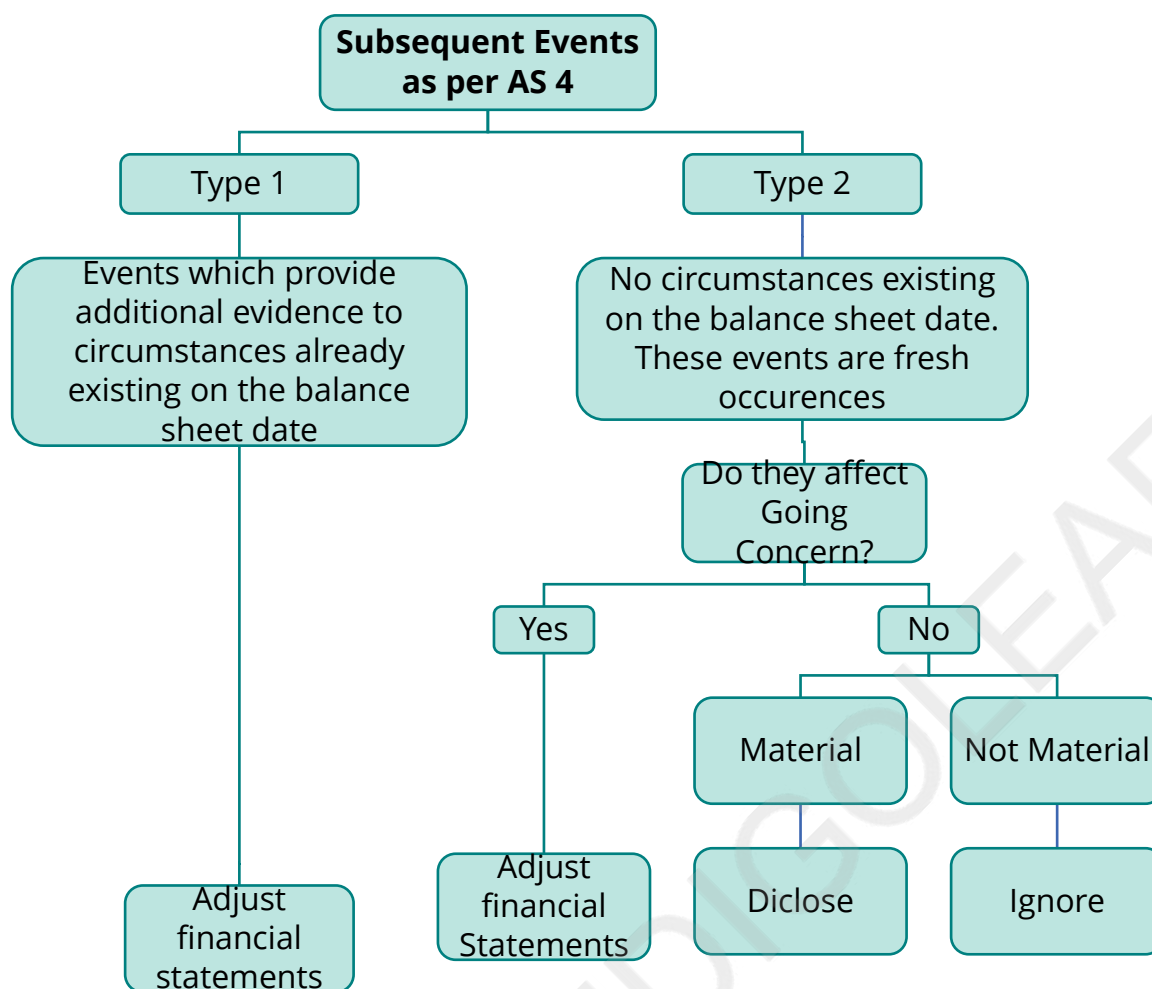 Subsequent Events
as per AS 4
Type 1
Type 2
Events which provide
additional evidence to
circumstances already
existing on the balance
sheet date
No circumstances existing
on the balance sheet date.
These events are fresh
occurences
Do they affect
Going
Concern?
Yes
No
Material
Not Material
Adjust
financial
statements
Adjust
financial
Statements
Diclose
Ignore